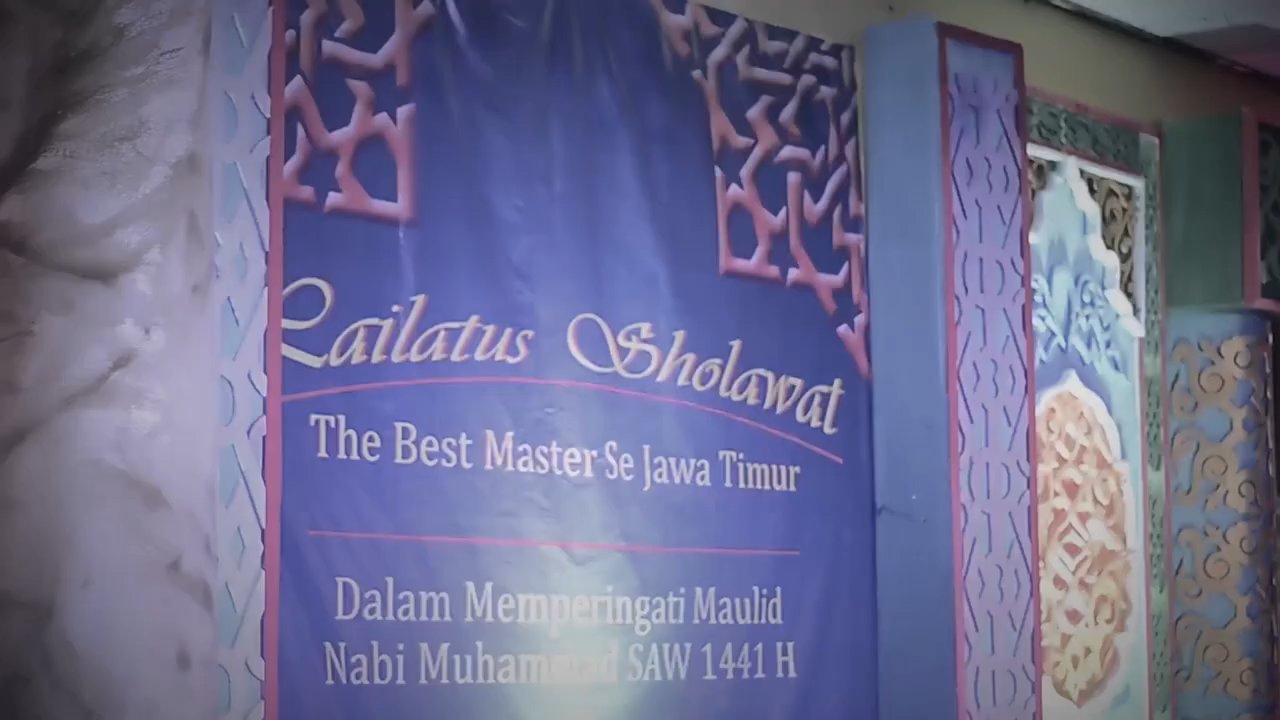 Lailatus Sholawat
The Best Master Se Jawa Timur
Dalam Memperingati Maulid
Nabi Muhammad SAW 1441 H